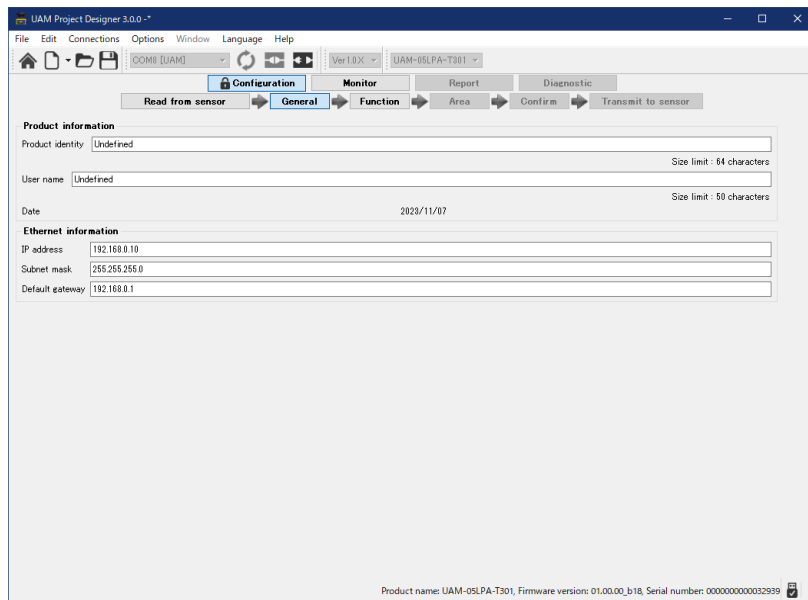 UAM Project Designer 3.0.0 -*
File Edit Connections Options Window Language Help
COM8 [UAM] Ver1.0X UAM-05LPA-T301
Configuration Monitor Report Diagnostic
Read from sensor General Function Area Confirm Transmit to sensor
Product information
Product identity Undefined
Size limit : 64 characters
User name Undefined
Size limit : 50 characters
Date 2023/11/07
Ethernet information
IP address 192.168.0.10
Subnet mask 255.255.255.0
Default gateway 192.168.0.1
Product name: UAM-05LPA-T301, Firmware version: 01.00.00_b18, Serial number: 0000000000032939